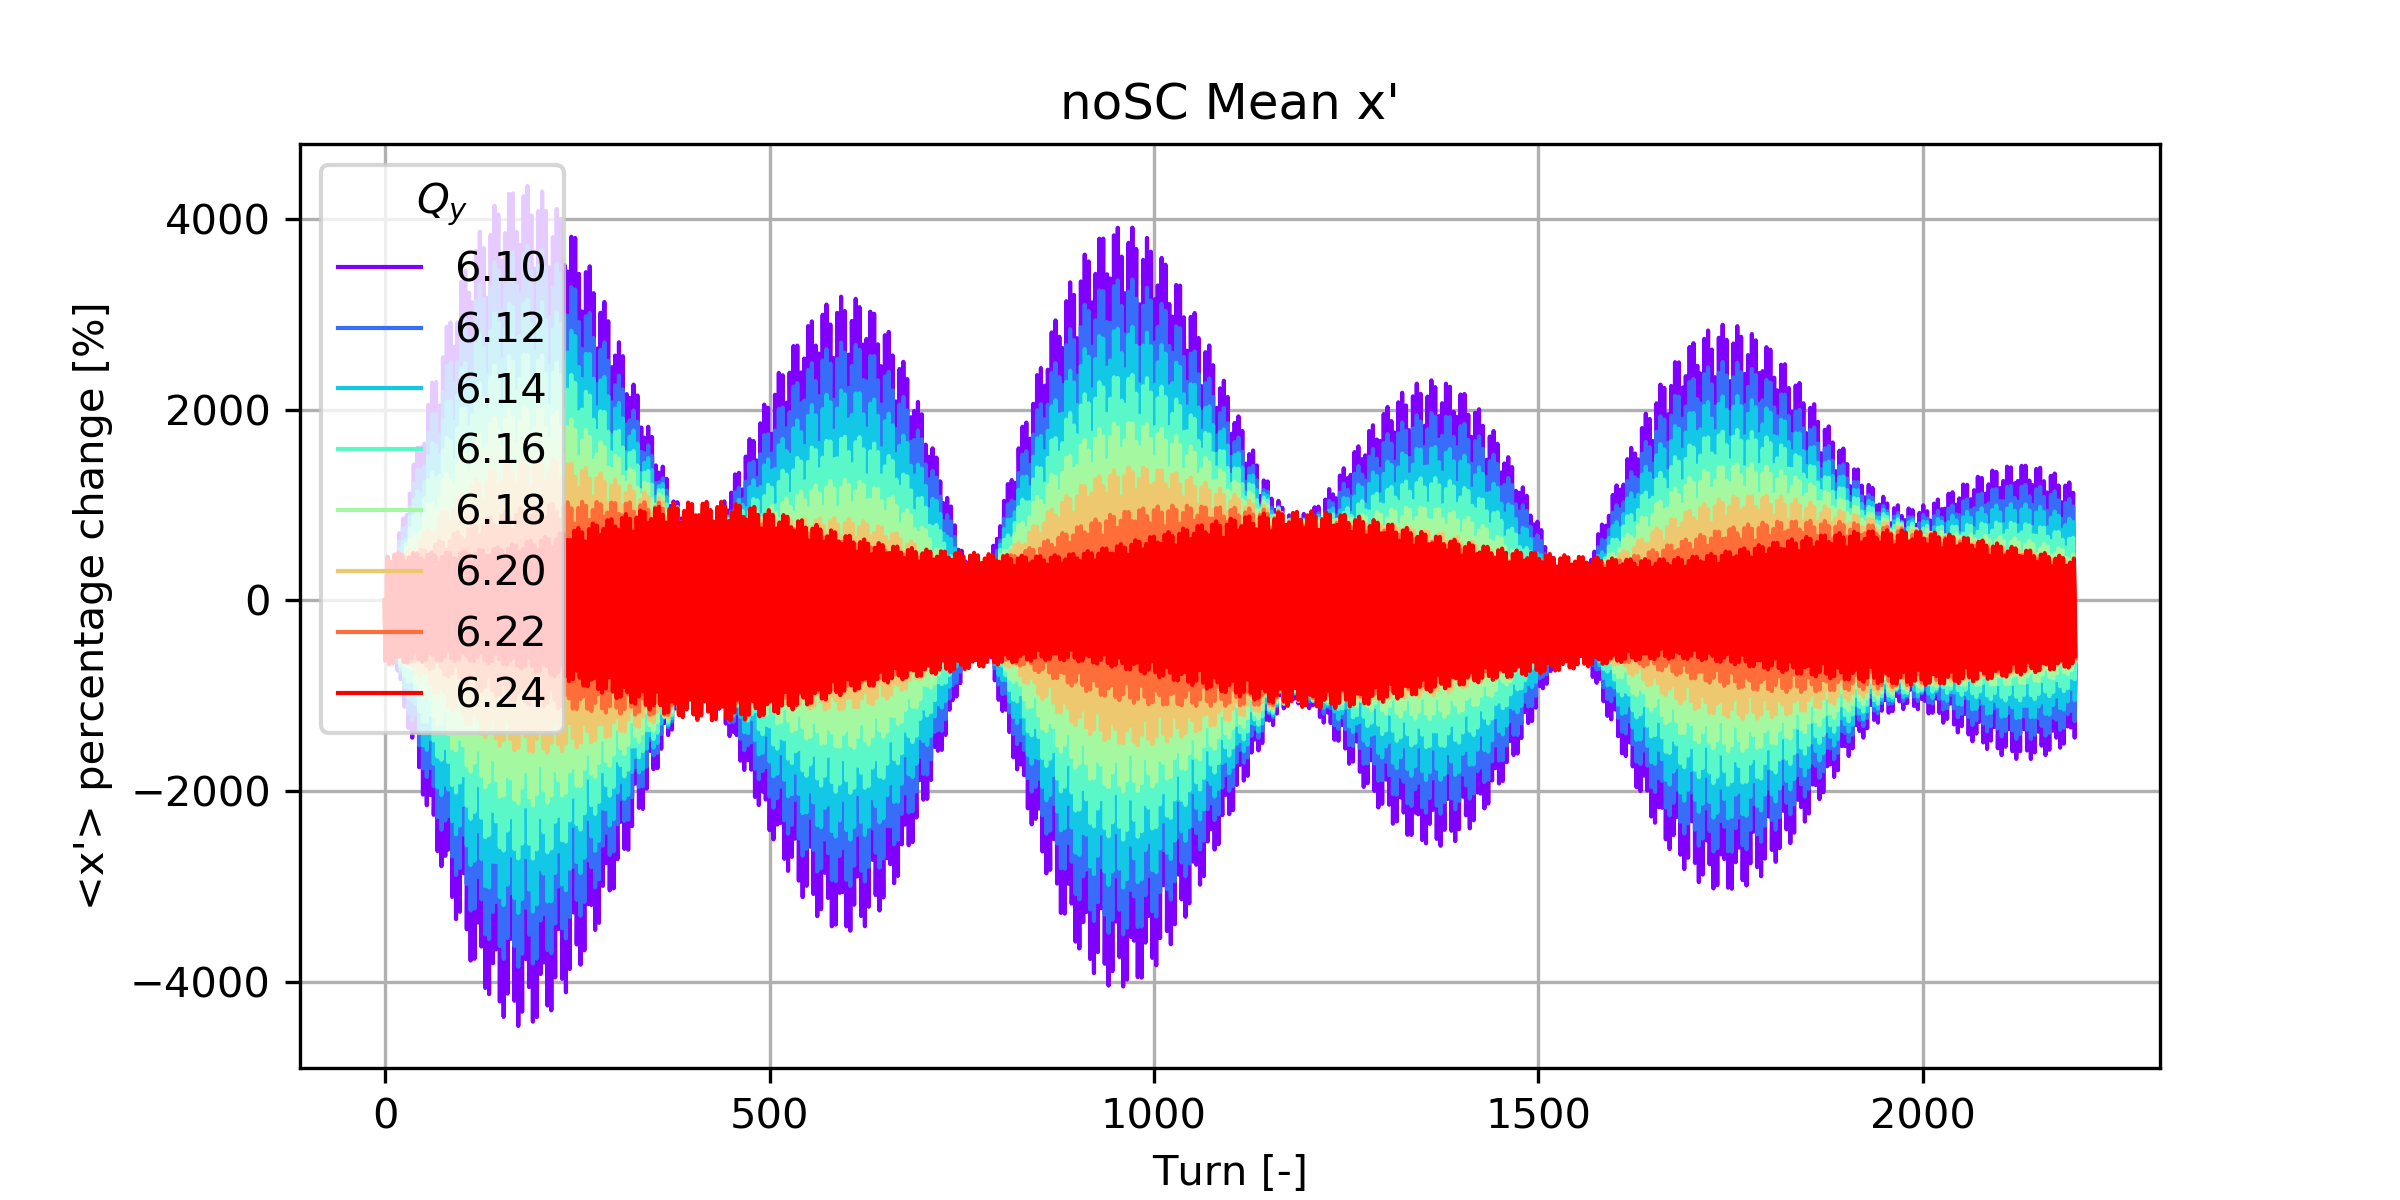 noSC Mean x'
<x'> percentage change [%]
4000
2000
0
−2000
−4000
Q_y
6.10
6.12
6.14
6.16
6.18
6.20
6.22
6.24
0 500 1000 1500 2000
Turn [-]